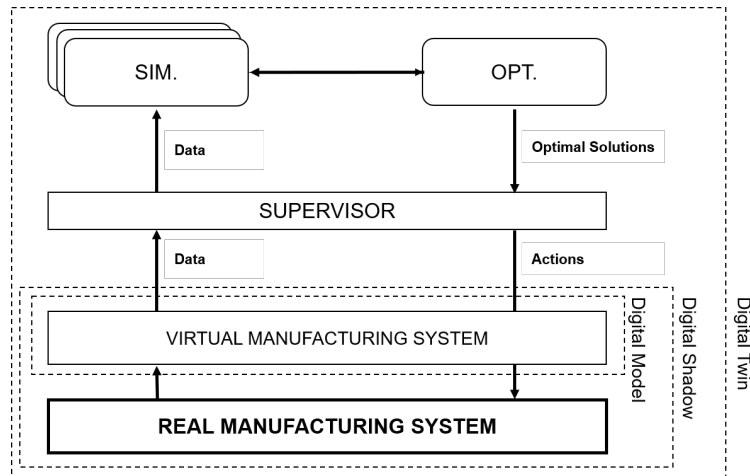 SIM.
OPT.
Data
Optimal Solutions
SUPERVISOR
Data
Actions
VIRTUAL MANUFACTURING SYSTEM
REAL MANUFACTURING SYSTEM
Digital Model
Digital Shadow
Digital Twin